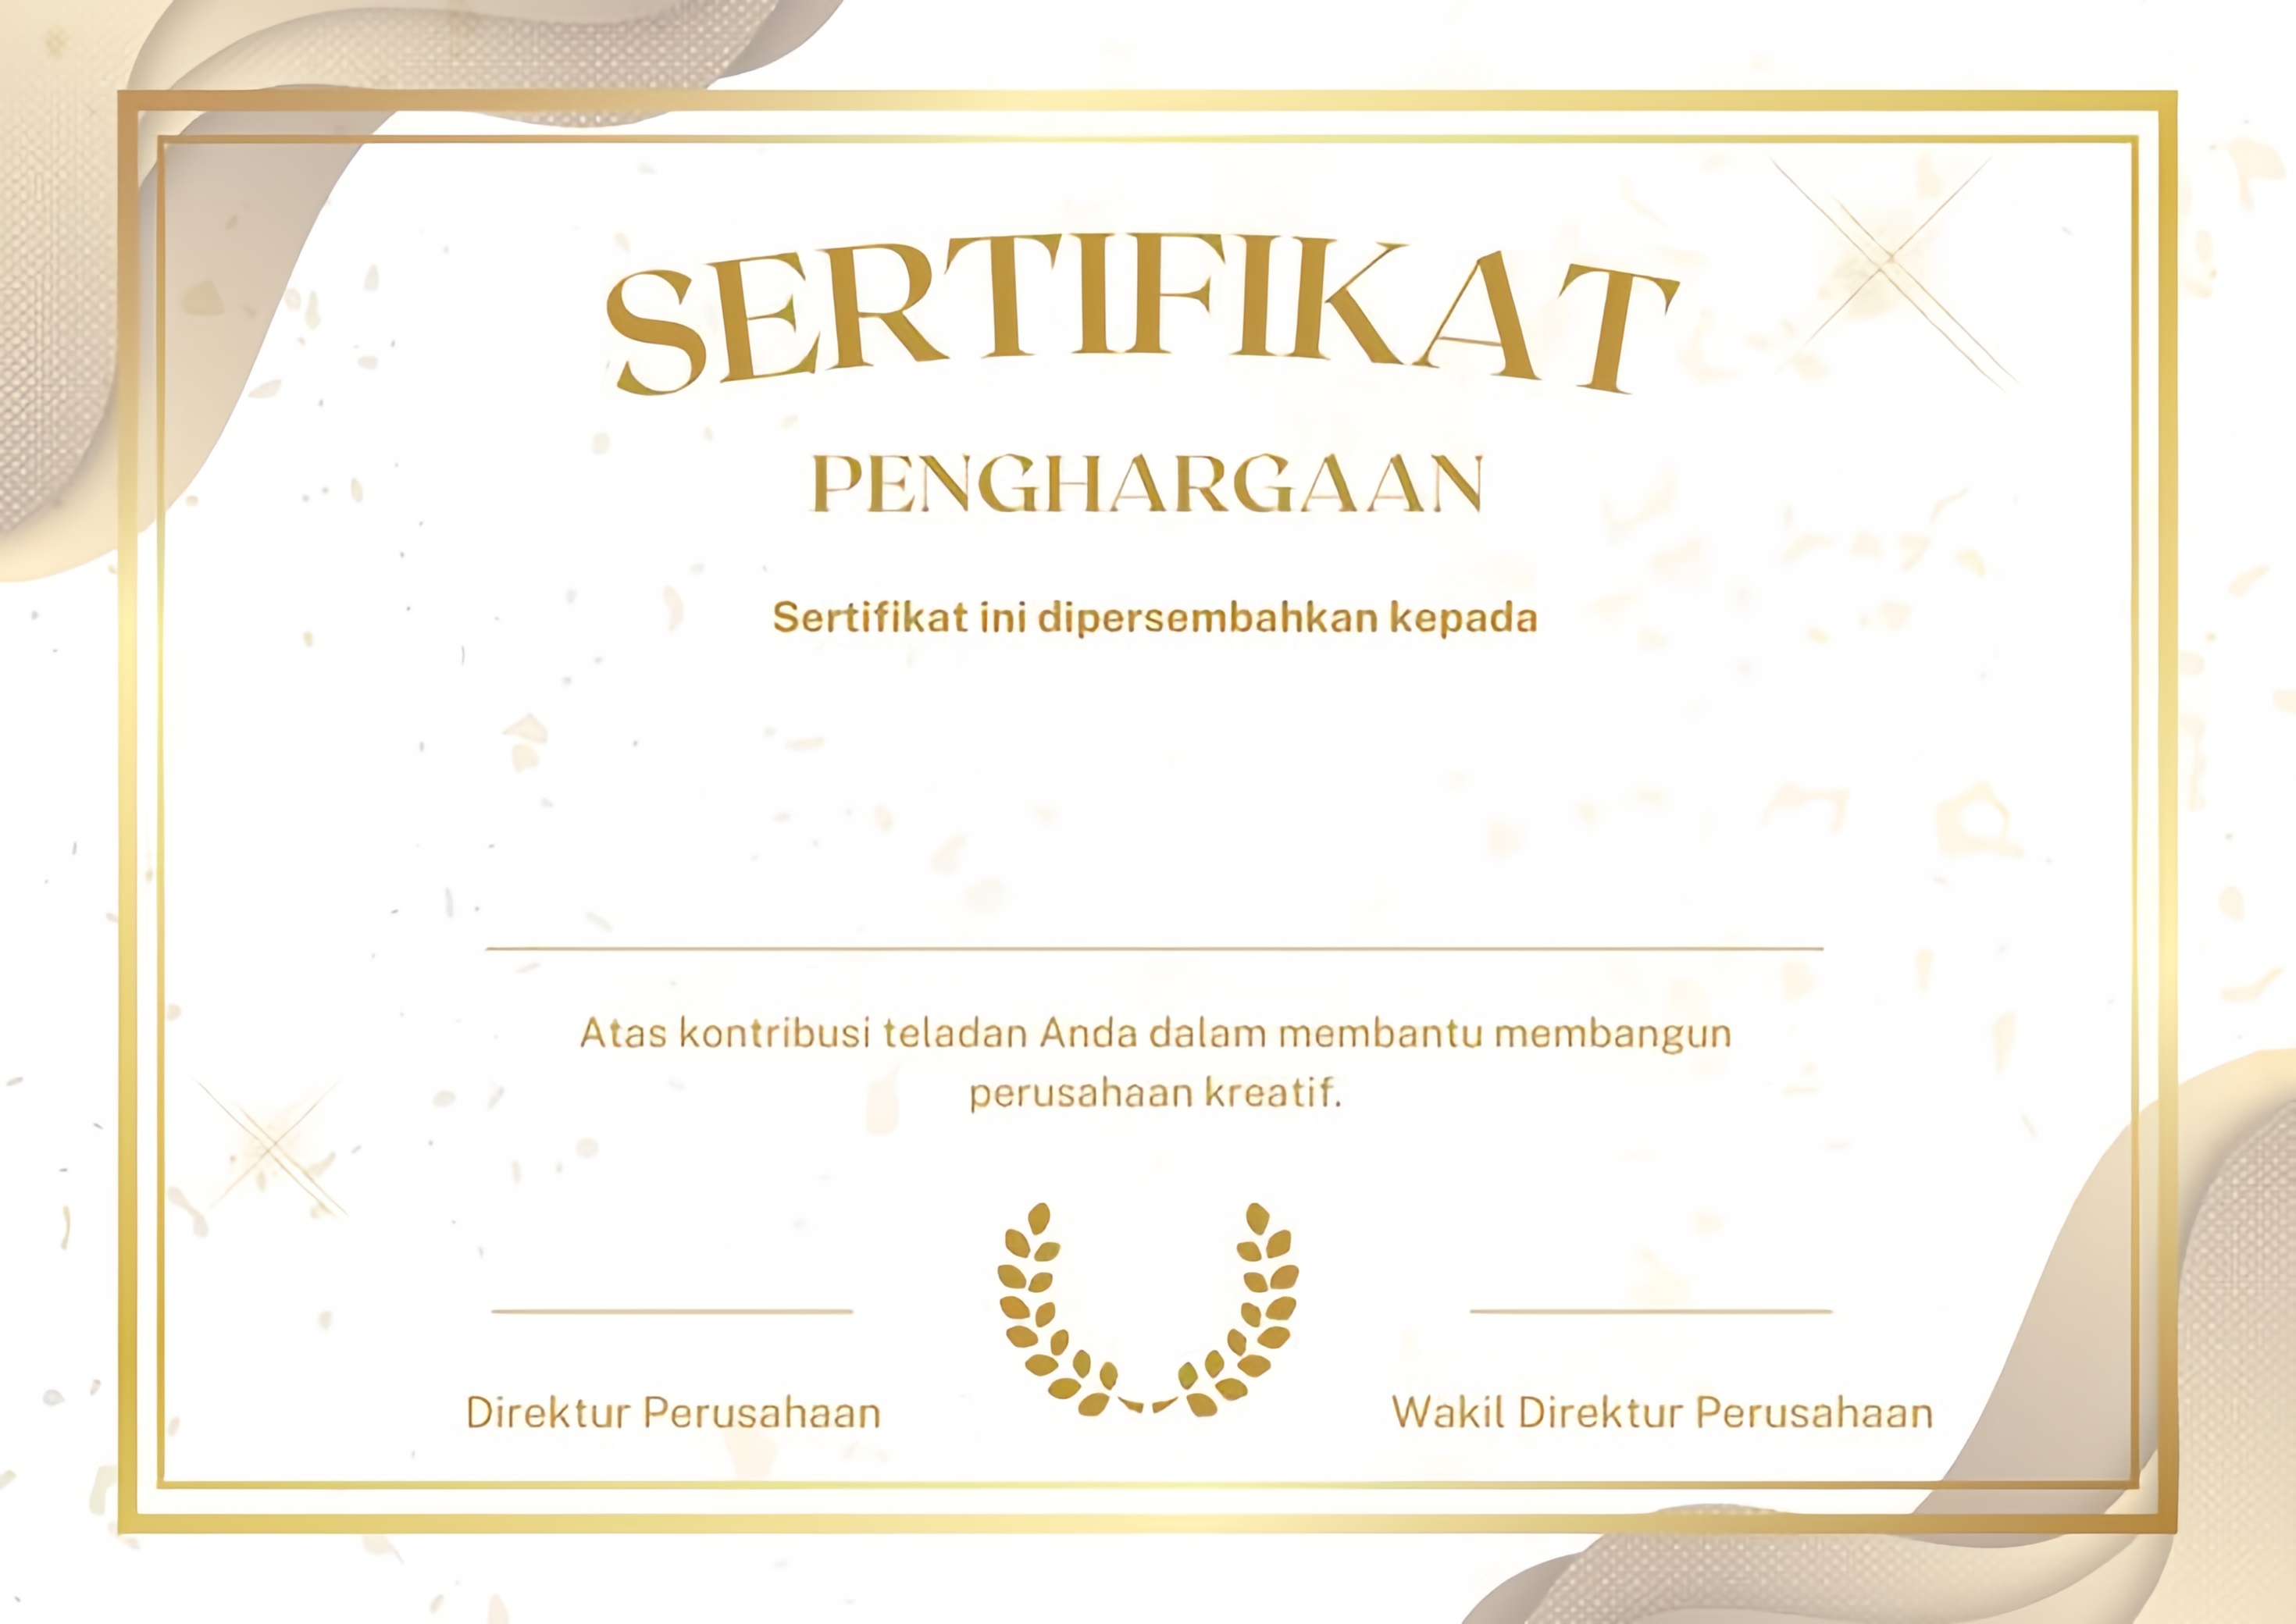 SERTIFIKAT
PENGHARGAAN
Sertifikat ini dipersembahkan kepada
Atas kontribusi teladan Anda dalam membantu membangun
perusahaan kreatif.
Direktur Perusahaan
Wakil Direktur Perusahaan